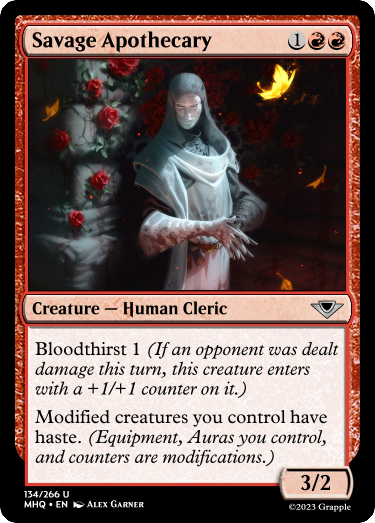 Savage Apothecary 1
Creature — Human Cleric
Bloodthirst 1 (If an opponent was dealt
damage this turn, this creature enters
with a +1/+1 counter on it.)
Modified creatures you control have
haste. (Equipment, Auras you control,
and counters are modifications.)
3/2
134/266 U
MHQ • EN Alex Garner
©2023 Grapple